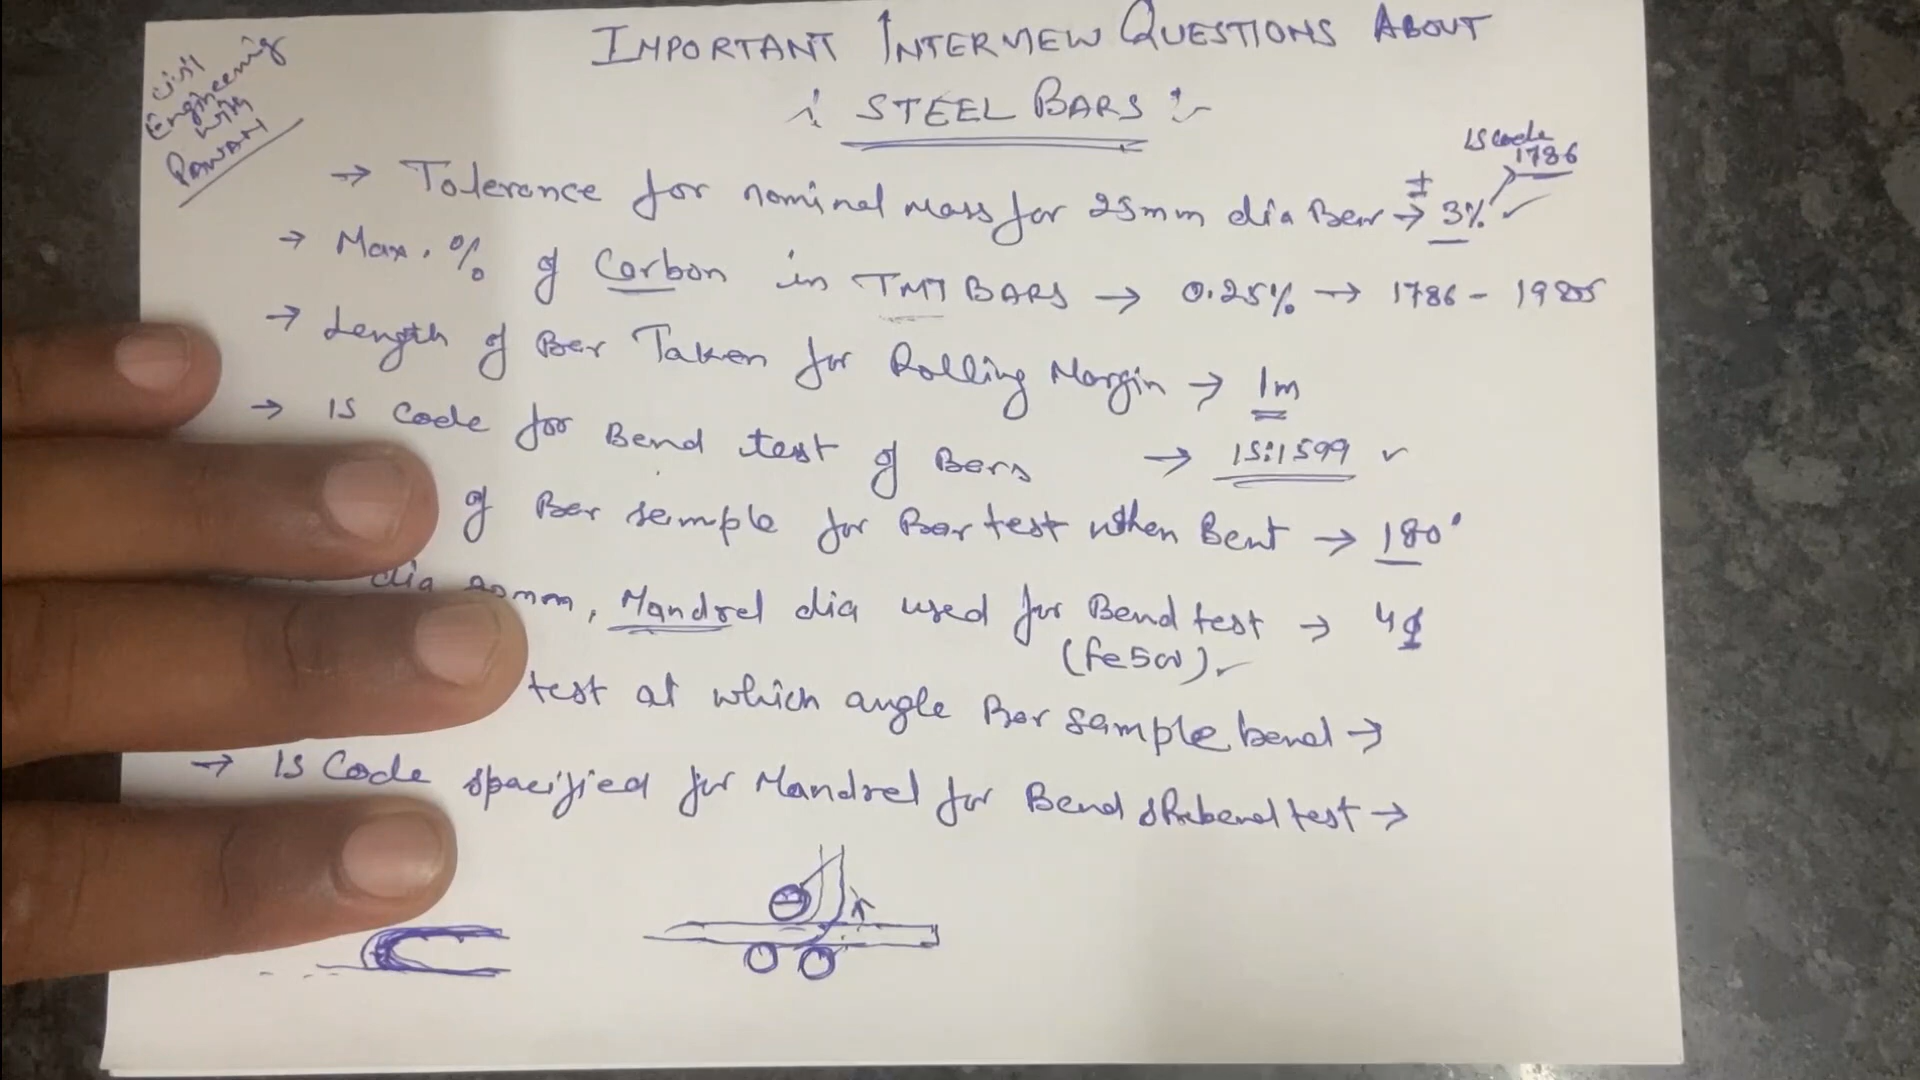 Civil
Engineering
with
PAWAN
IMPORTANT INTERVIEW QUESTIONS ABOUT
STEEL BARS :-
IS code
1786
→ Tolerance for nominal mass for 25mm dia Bar → ± 3% ✓
→ Max. % of Carbon in TMT BARS → 0.25% → 1786 - 1985
→ Length of Bar Taken for Rolling Margin → 1m
→ IS Code for Bend test of Bars → IS:1599 ✓
of Bar sample for Bar test when Bent → 180°
dia 20mm, Mandrel dia used for Bend test → 4ϕ
(Fe500) ✓
test at which angle Bar sample bend →
→ IS Code specified for Mandrel for Bend & Rebend test →